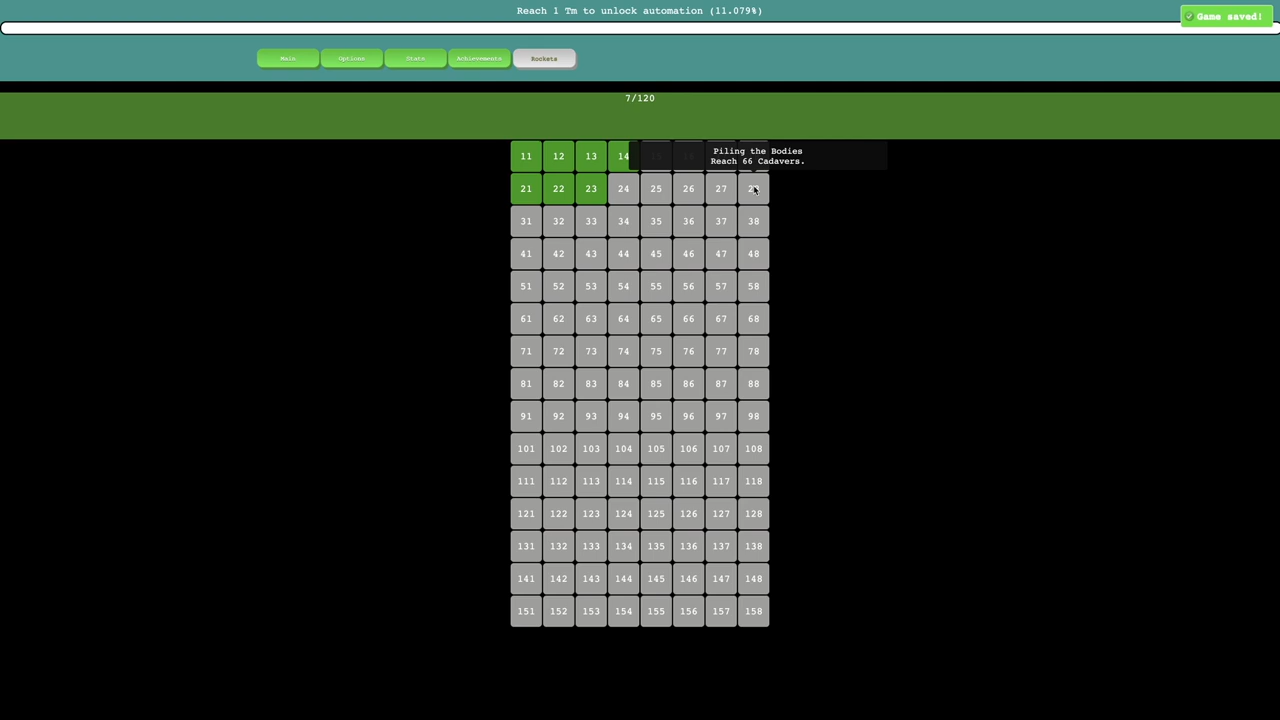 Reach 1 Tm to unlock automation (11.079%)
Game saved!
Main Options Stats Achievements Rockets
7/120
11 12 13 14
Piling the Bodies
Reach 66 Cadavers.
21 22 23 24 25 26 27
31 32 33 34 35 36 37 38
41 42 43 44 45 46 47 48
51 52 53 54 55 56 57 58
61 62 63 64 65 66 67 68
71 72 73 74 75 76 77 78
81 82 83 84 85 86 87 88
91 92 93 94 95 96 97 98
101 102 103 104 105 106 107 108
111 112 113 114 115 116 117 118
121 122 123 124 125 126 127 128
131 132 133 134 135 136 137 138
141 142 143 144 145 146 147 148
151 152 153 154 155 156 157 158